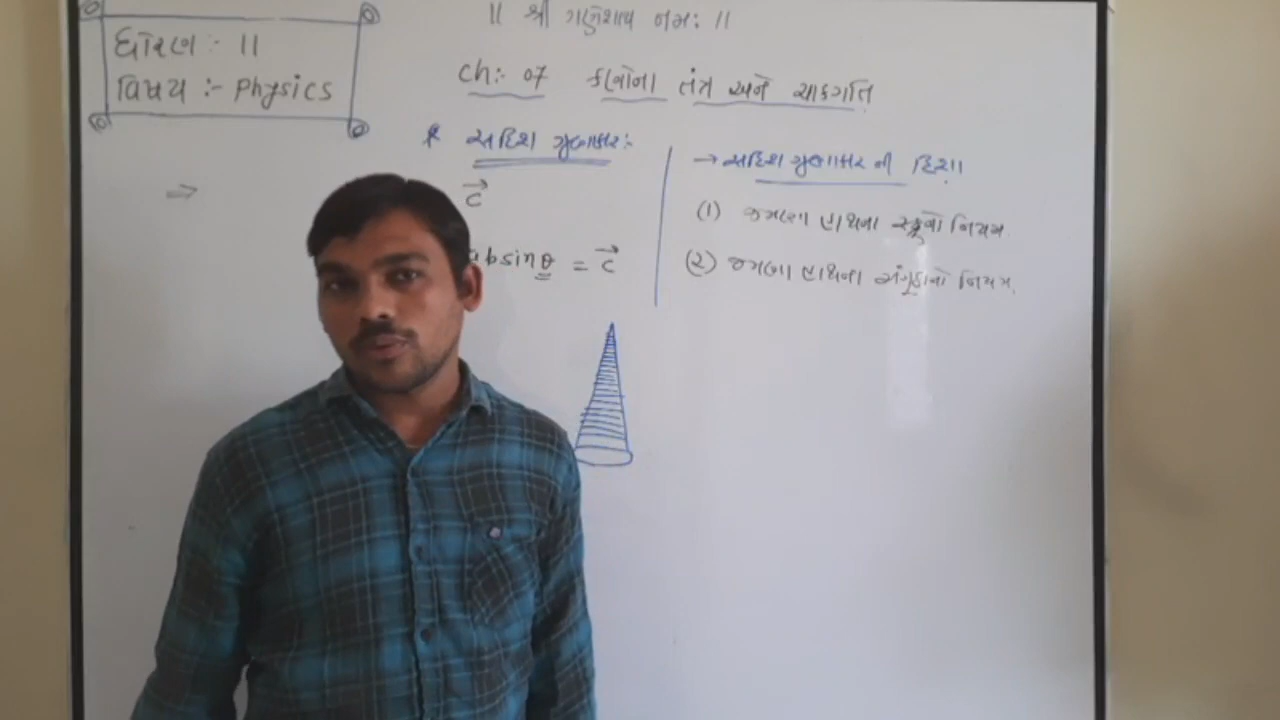 ॥ શ્રી ગણેશાય નમઃ ॥
ધોરણ :- 11
વિષય :- Physics
Ch:- 07 કણોના તંત્ર અને ચાકગતિ
* સદિશ ગુણાકાર:-
⇒ c⃗
absinθ = c⃗
→ સદિશ ગુણાકાર ની દિશા
(1) જમણા હાથના સ્ક્રૂનો નિયમ.
(2) જમણા હાથના અંગૂઠાનો નિયમ.